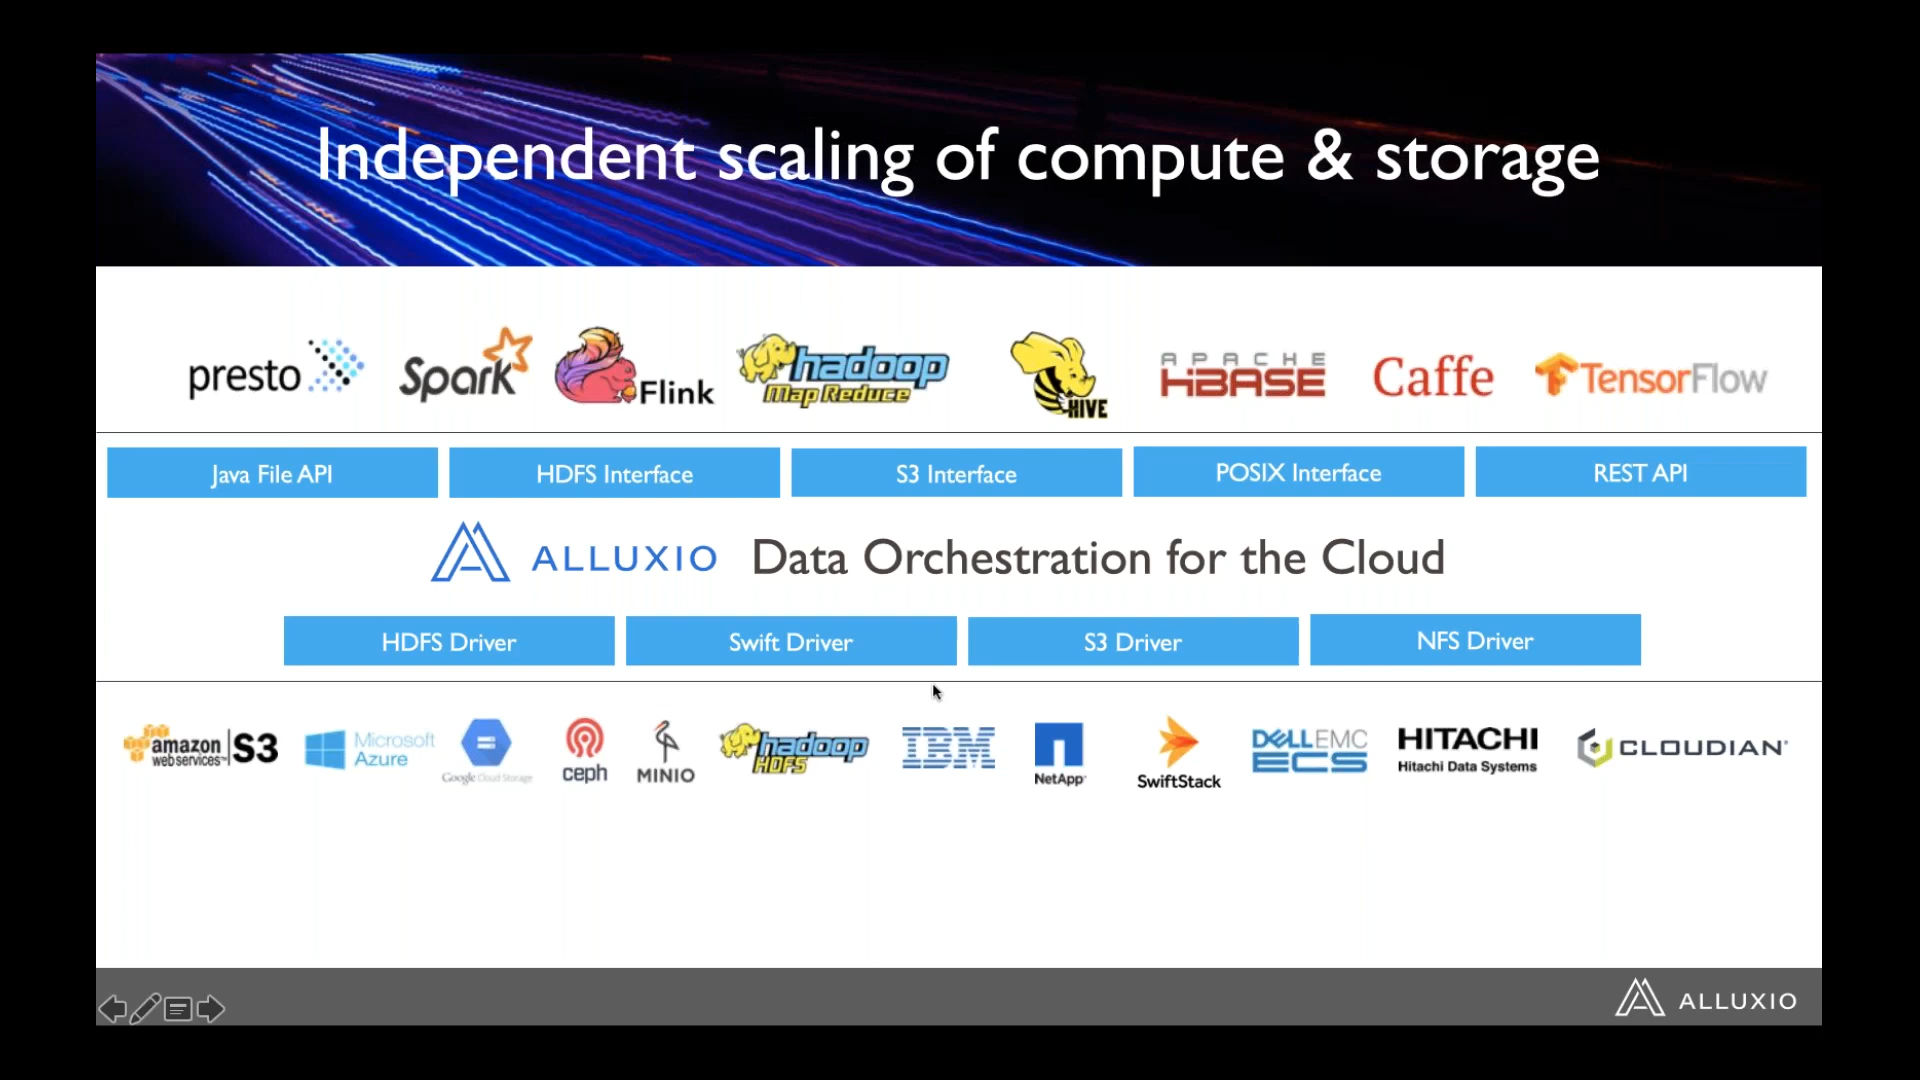 Independent scaling of compute & storage
presto Spark Flink hadoop Map Reduce HIVE APACHE HBASE Caffe TensorFlow
Java File API HDFS Interface S3 Interface POSIX Interface REST API
ALLUXIO Data Orchestration for the Cloud
HDFS Driver Swift Driver S3 Driver NFS Driver
amazon web services™ S3 Microsoft Azure Google Cloud Storage ceph MINIO hadoop HDFS IBM NetApp SwiftStack DELLEMC ECS HITACHI Hitachi Data Systems CLOUDIAN
ALLUXIO